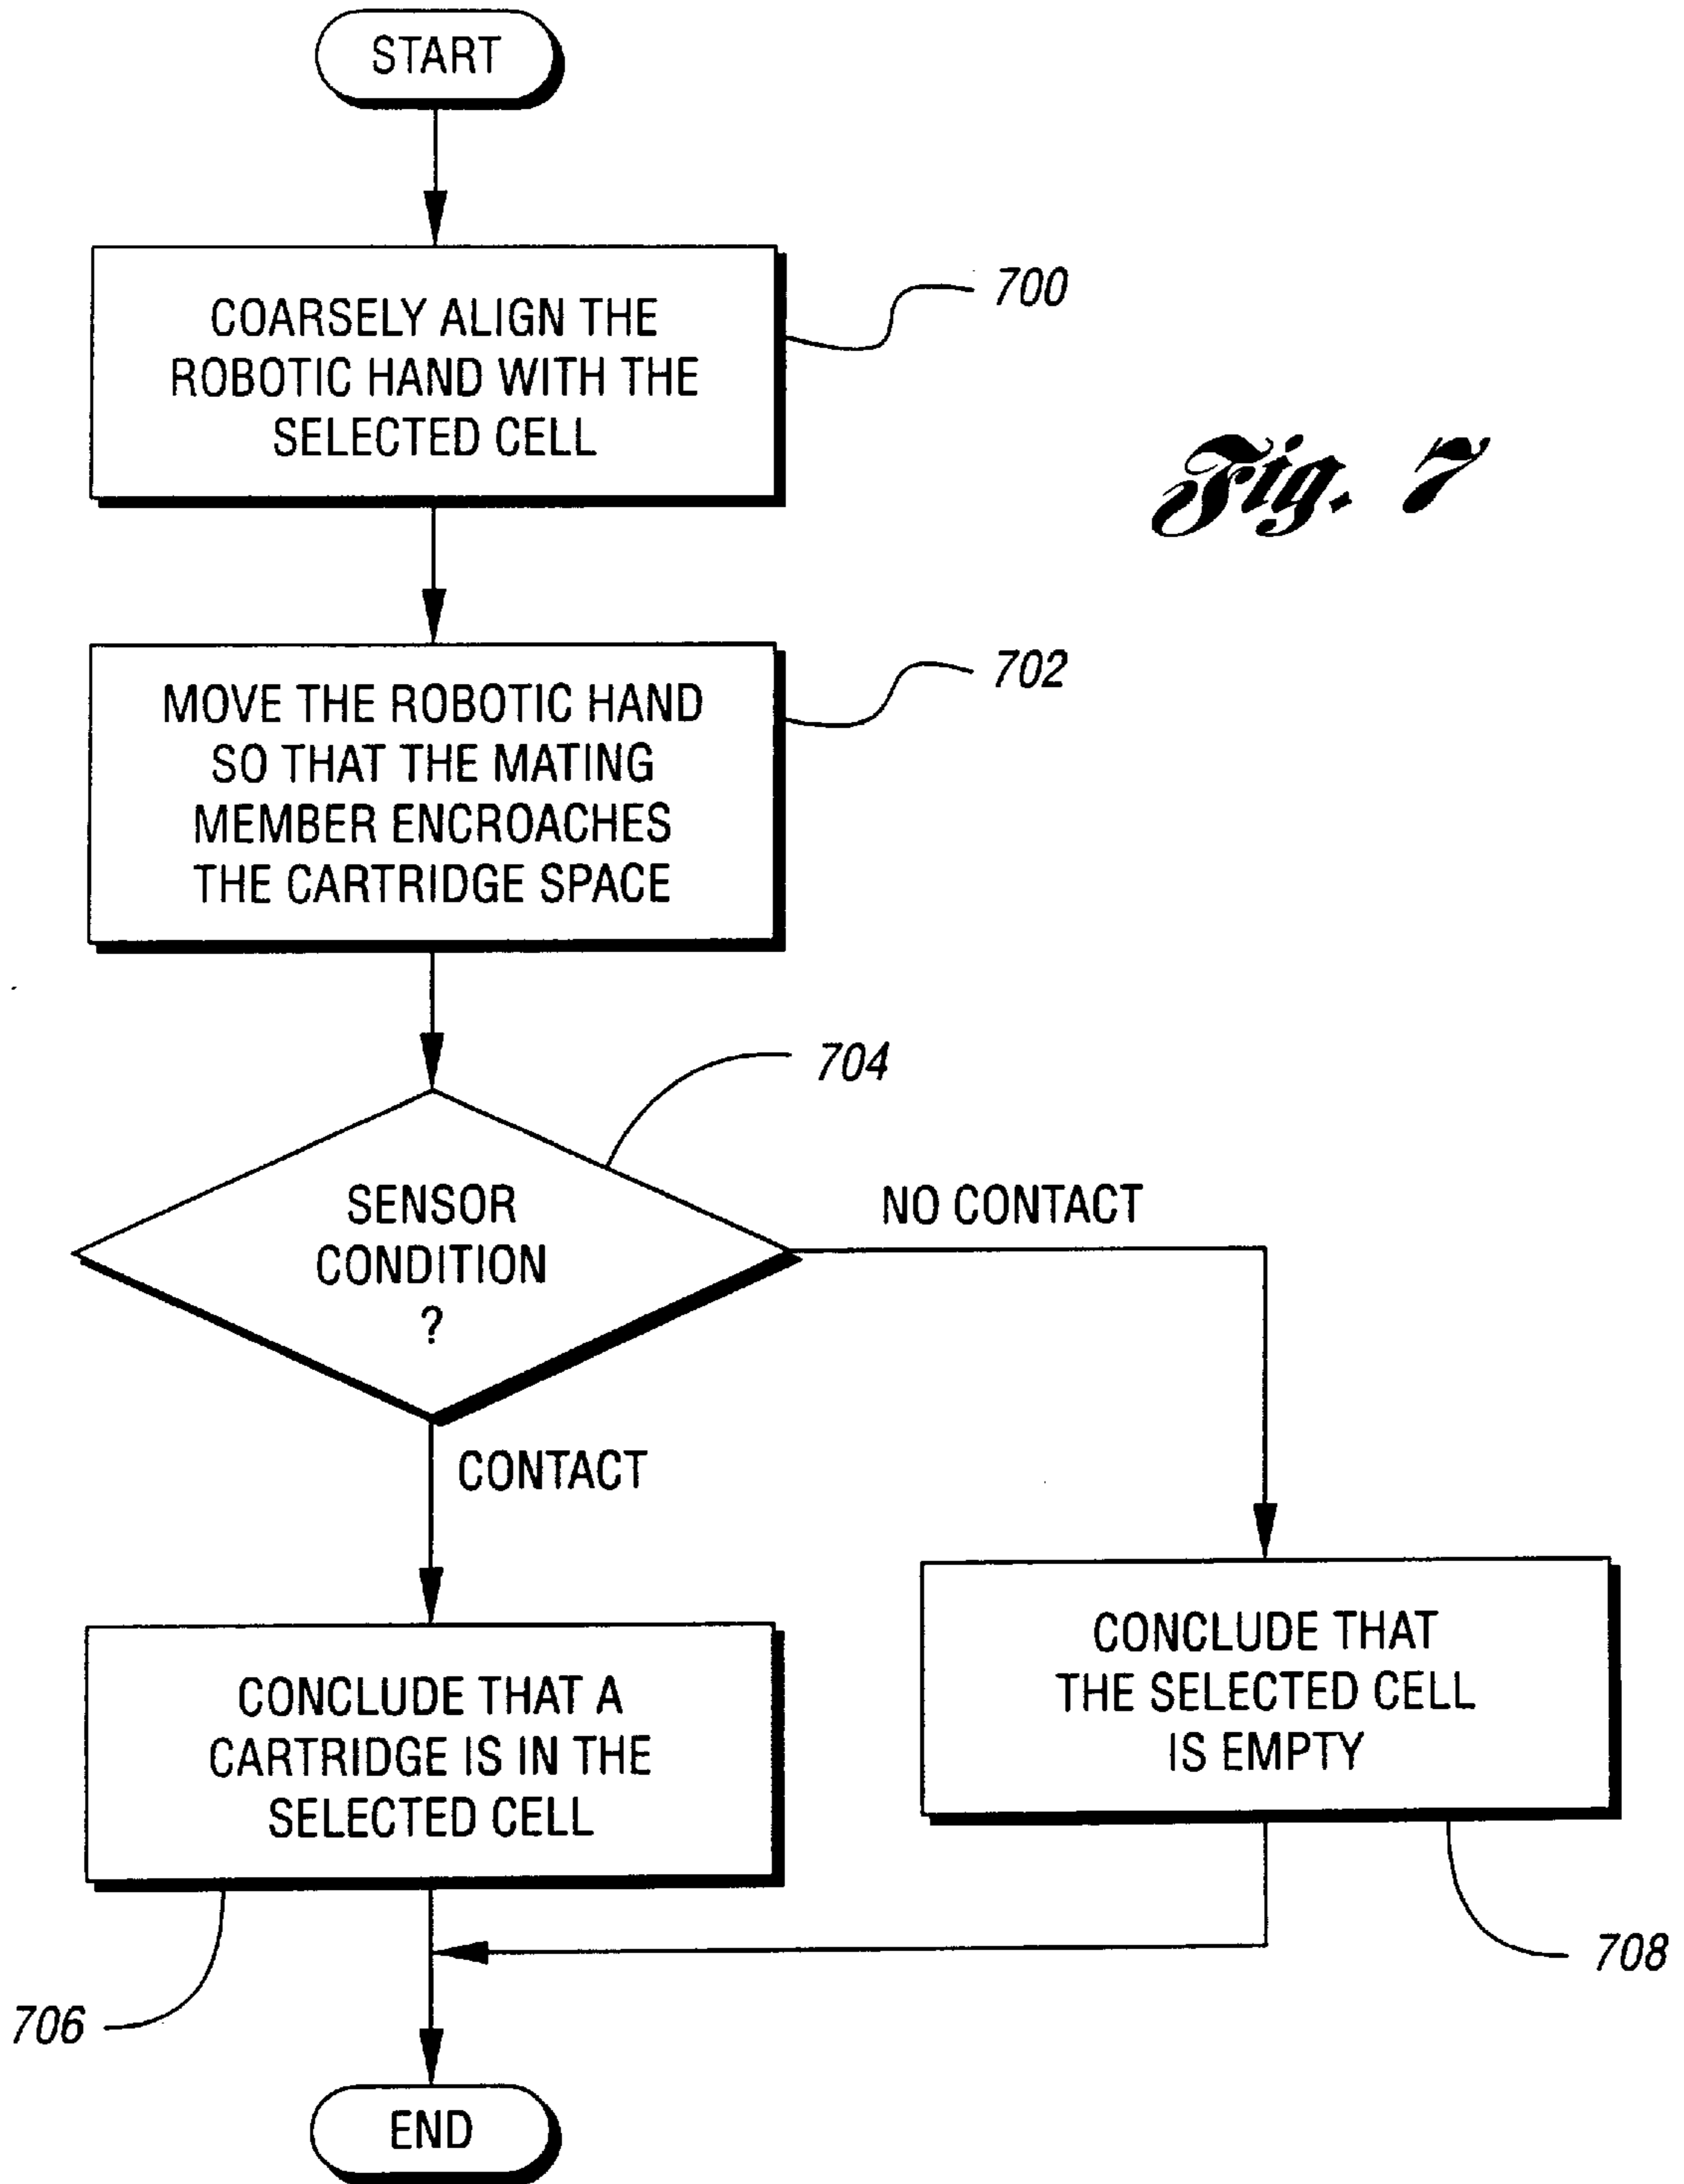 START
COARSELY ALIGN THE
ROBOTIC HAND WITH THE
SELECTED CELL
700
Fig. 7
MOVE THE ROBOTIC HAND
SO THAT THE MATING
MEMBER ENCROACHES
THE CARTRIDGE SPACE
702
SENSOR
CONDITION
?
704
NO CONTACT
CONTACT
CONCLUDE THAT A
CARTRIDGE IS IN THE
SELECTED CELL
706
CONCLUDE THAT
THE SELECTED CELL
IS EMPTY
708
END